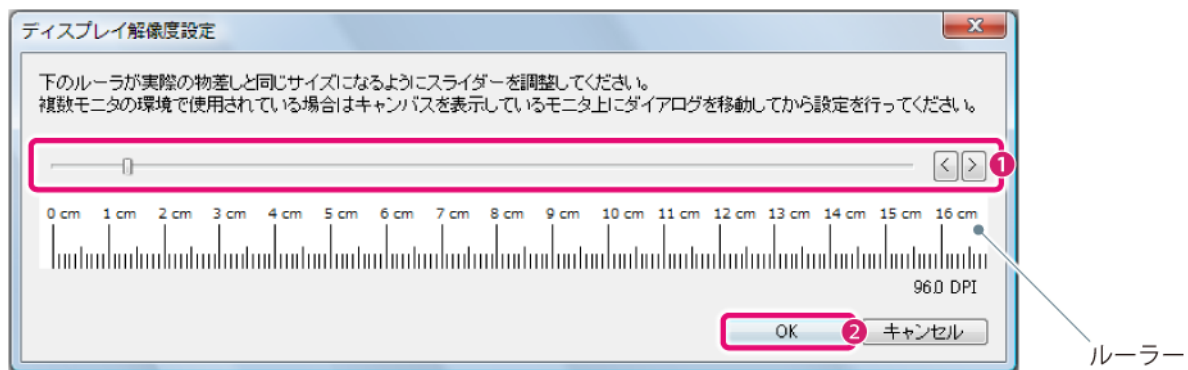 ディスプレイ解像度設定
下のルーラが実際の物差しと同じサイズになるようにスライダーを調整してください。
複数モニタの環境で使用されている場合はキャンバスを表示しているモニタ上にダイアログを移動してから設定を行ってください。
< > 1
0 cm 1 cm 2 cm 3 cm 4 cm 5 cm 6 cm 7 cm 8 cm 9 cm 10 cm 11 cm 12 cm 13 cm 14 cm 15 cm 16 cm
96.0 DPI
OK 2 キャンセル
ルーラー